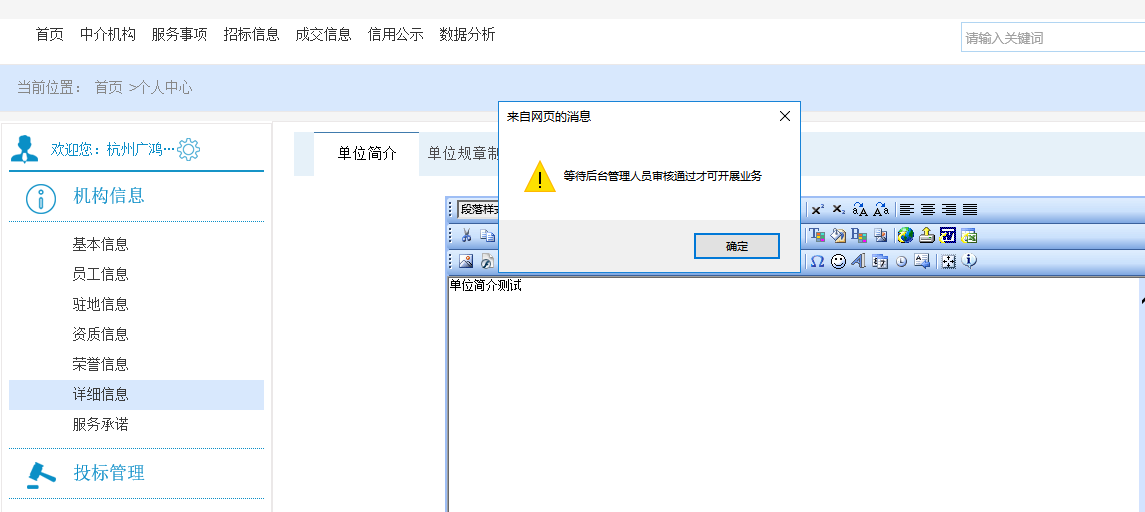 首页 中介机构 服务事项 招标信息 成交信息 信用公示 数据分析
请输入关键词
当前位置： 首页 >个人中心
来自网页的消息
等待后台管理人员审核通过才可开展业务
确定
欢迎您：杭州广鸿…
机构信息
基本信息
员工信息
驻地信息
资质信息
荣誉信息
详细信息
服务承诺
投标管理
单位简介 单位规章制
段落样式
单位简介测试